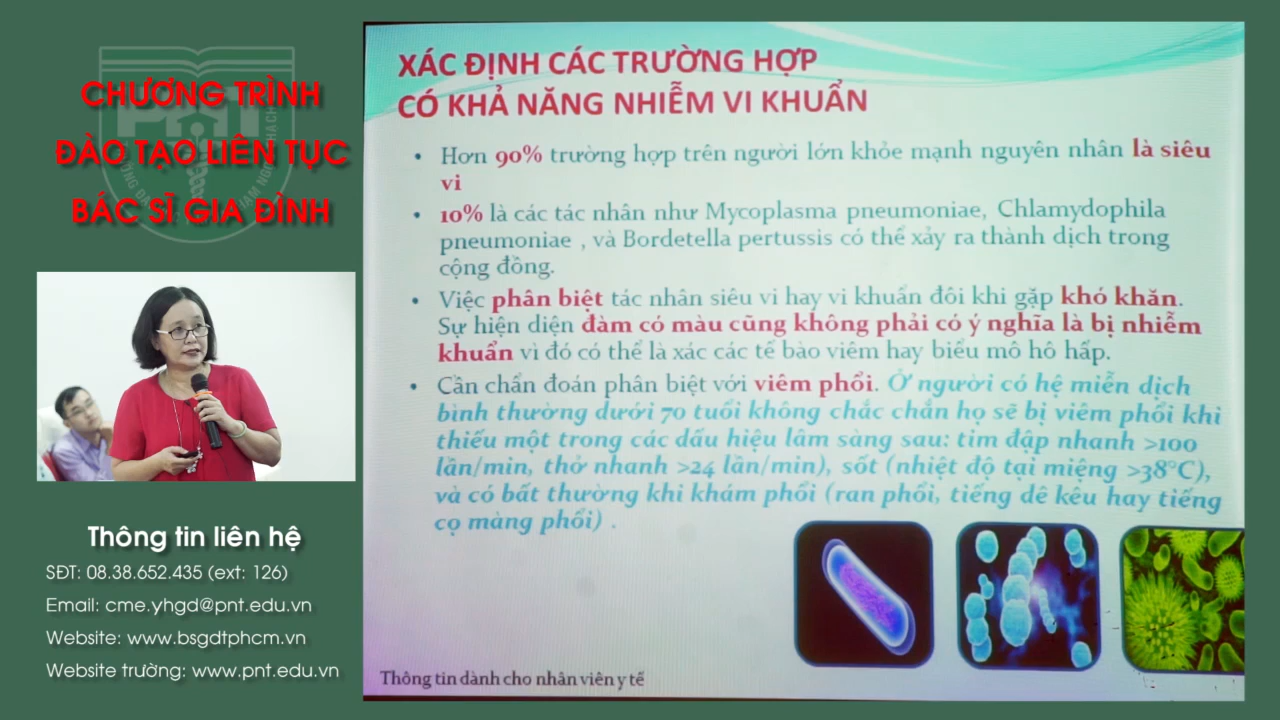 CHƯƠNG TRÌNH
ĐÀO TẠO LIÊN TỤC
BÁC SĨ GIA ĐÌNH
PNT
Thông tin liên hệ
SĐT: 08.38.652.435 (ext: 126)
Email: cme.yhgd@pnt.edu.vn
Website: www.bsgdtphcm.vn
Website trường: www.pnt.edu.vn
XÁC ĐỊNH CÁC TRƯỜNG HỢP
CÓ KHẢ NĂNG NHIỄM VI KHUẨN
• Hơn 90% trường hợp trên người lớn khỏe mạnh nguyên nhân là siêu
vi
• 10% là các tác nhân như Mycoplasma pneumoniae, Chlamydophila
pneumoniae , và Bordetella pertussis có thể xảy ra thành dịch trong
cộng đồng.
• Việc phân biệt tác nhân siêu vi hay vi khuẩn đôi khi gặp khó khăn.
Sự hiện diện đàm có màu cũng không phải có ý nghĩa là bị nhiễm
khuẩn vì đó có thể là xác các tế bào viêm hay biểu mô hô hấp.
• Cần chẩn đoán phân biệt với viêm phổi. Ở người có hệ miễn dịch
bình thường dưới 70 tuổi không chắc chắn họ sẽ bị viêm phổi khi
thiếu một trong các dấu hiệu lâm sàng sau: tim đập nhanh >100
lần/min, thở nhanh >24 lần/min), sốt (nhiệt độ tại miệng >38°C),
và có bất thường khi khám phổi (ran phổi, tiếng dê kêu hay tiếng
cọ màng phổi) .
Thông tin dành cho nhân viên y tế